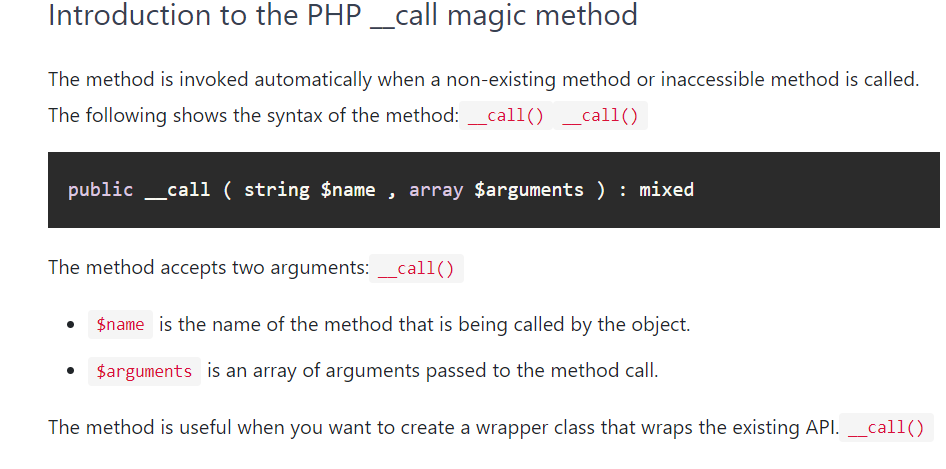 Introduction to the PHP __call magic method
The method is invoked automatically when a non-existing method or inaccessible method is called.
The following shows the syntax of the method: __call() __call()
public __call ( string $name , array $arguments ) : mixed
The method accepts two arguments: __call()
• $name is the name of the method that is being called by the object.
• $arguments is an array of arguments passed to the method call.
The method is useful when you want to create a wrapper class that wraps the existing API. __call()